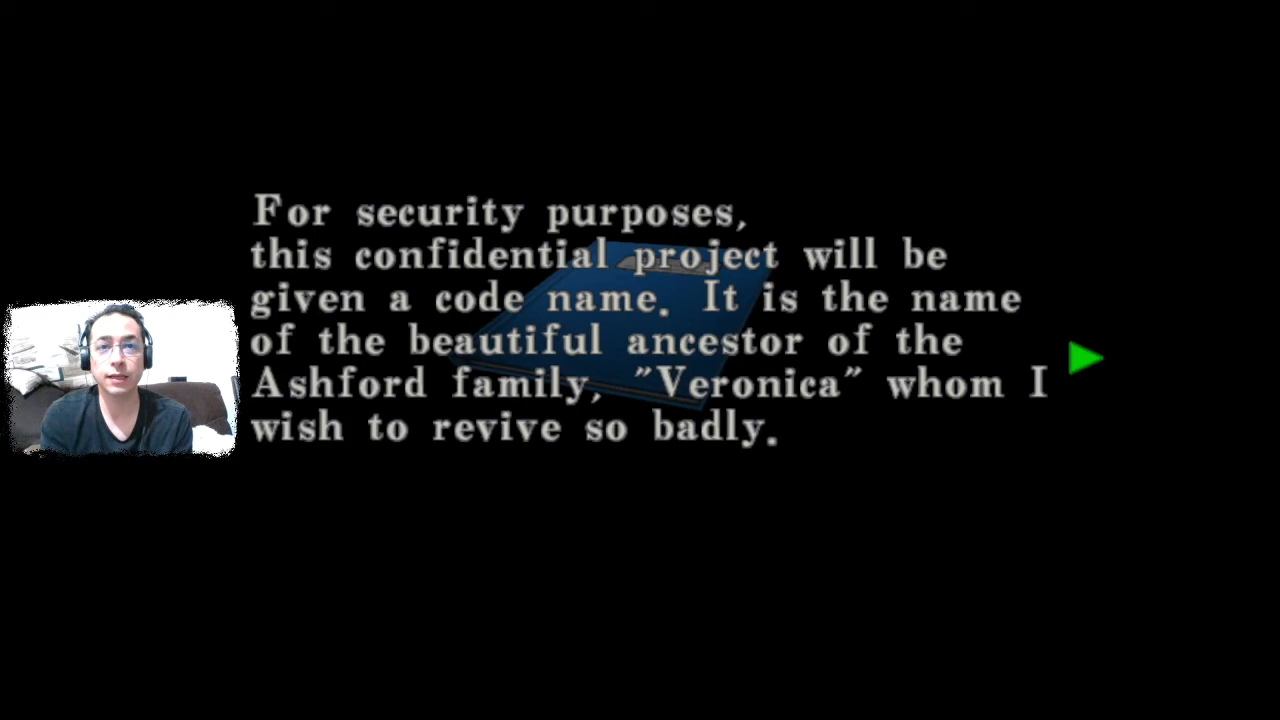 For security purposes,
this confidential project will be
given a code name. It is the name
of the beautiful ancestor of the
Ashford family, "Veronica" whom I
wish to revive so badly.